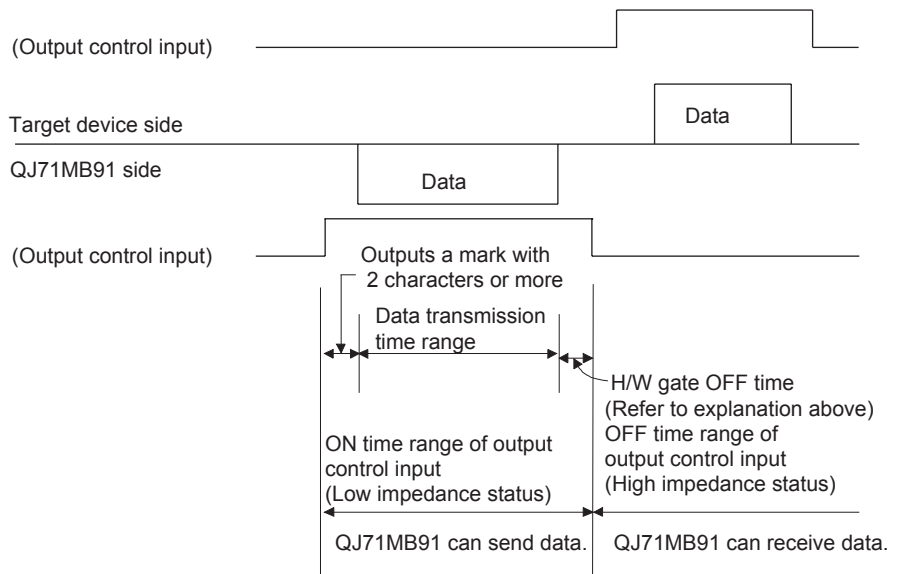 (Output control input)
Data
Target device side
QJ71MB91 side
Data
(Output control input)
Outputs a mark with
2 characters or more
Data transmission
time range
H/W gate OFF time
(Refer to explanation above)
ON time range of output
control input
(Low impedance status)
OFF time range of
output control input
(High impedance status)
QJ71MB91 can send data.
QJ71MB91 can receive data.